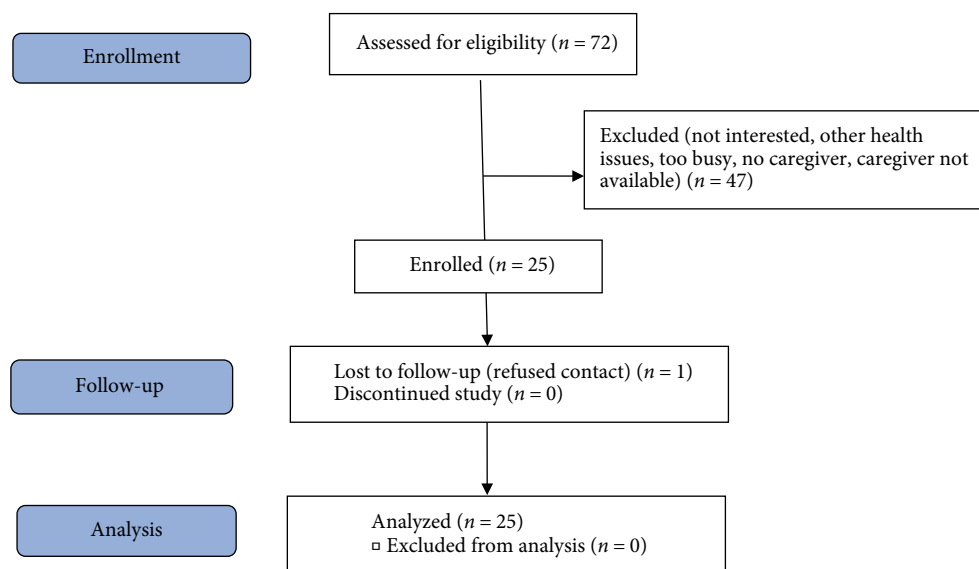 Enrollment
Assessed for eligibility (n = 72)
Excluded (not interested, other health
issues, too busy, no caregiver, caregiver not
available) (n = 47)
Enrolled (n = 25)
Follow-up
Lost to follow-up (refused contact) (n = 1)
Discontinued study (n = 0)
Analysis
Analyzed (n = 25)
▫ Excluded from analysis (n = 0)